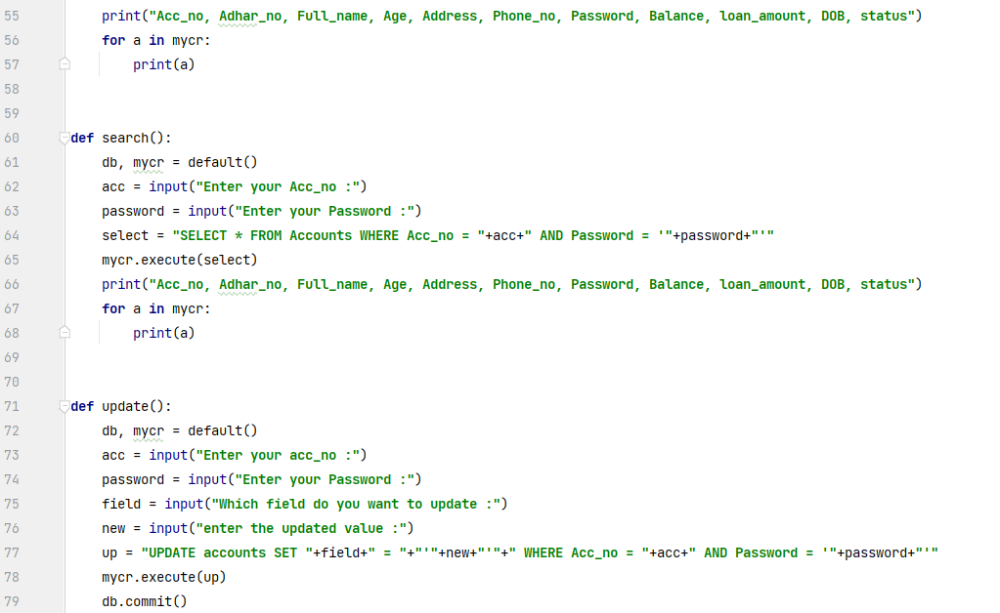 55 print("Acc_no, Adhar_no, Full_name, Age, Address, Phone_no, Password, Balance, loan_amount, DOB, status")
56 for a in mycr:
57 print(a)
58
59
60 def search():
61 db, mycr = default()
62 acc = input("Enter your Acc_no :")
63 password = input("Enter your Password :")
64 select = "SELECT * FROM Accounts WHERE Acc_no = "+acc+" AND Password = '"+password+"'"
65 mycr.execute(select)
66 print("Acc_no, Adhar_no, Full_name, Age, Address, Phone_no, Password, Balance, loan_amount, DOB, status")
67 for a in mycr:
68 print(a)
69
70
71 def update():
72 db, mycr = default()
73 acc = input("Enter your acc_no :")
74 password = input("Enter your Password :")
75 field = input("Which field do you want to update :")
76 new = input("enter the updated value :")
77 up = "UPDATE accounts SET "+field+" = "+"'"+new+"'"+" WHERE Acc_no = "+acc+" AND Password = '"+password+"'"
78 mycr.execute(up)
79 db.commit()